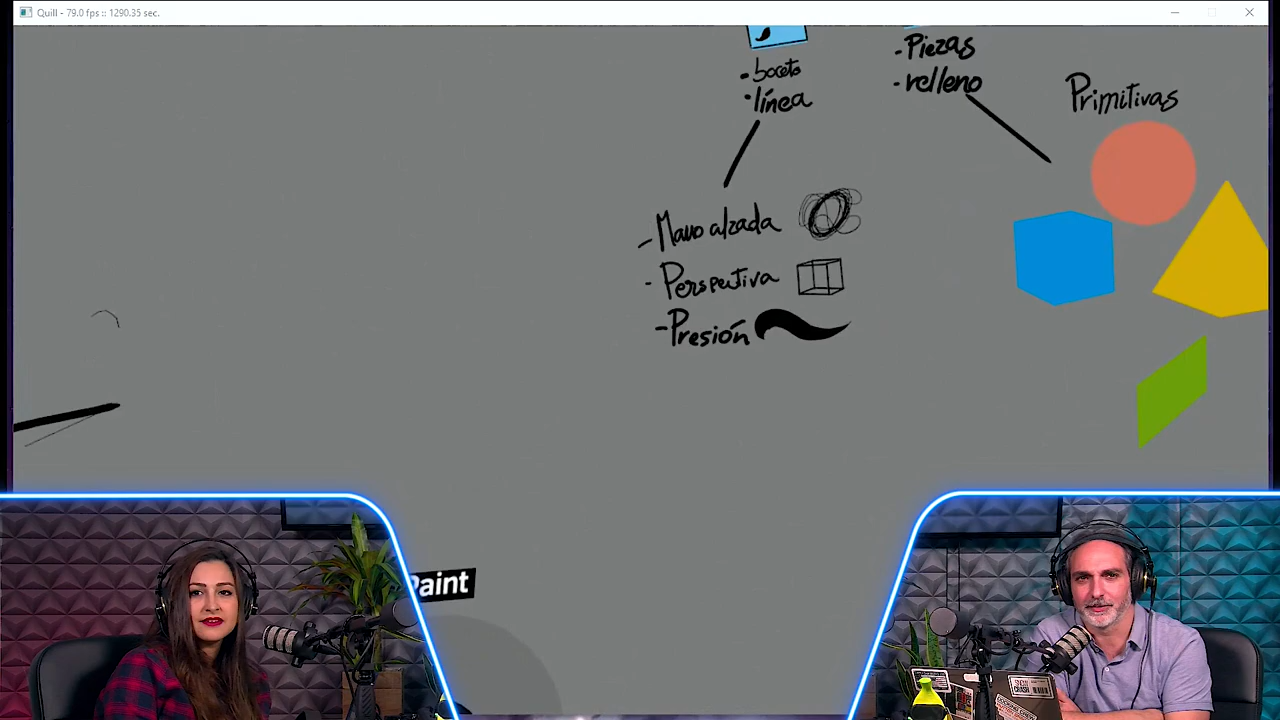 Quill - 79.0 fps :: 1290.35 sec.
- boceto
- línea
- Piezas
- relleno
Primitivas
- Mano alzada
- Perspectiva
- Presión
Paint